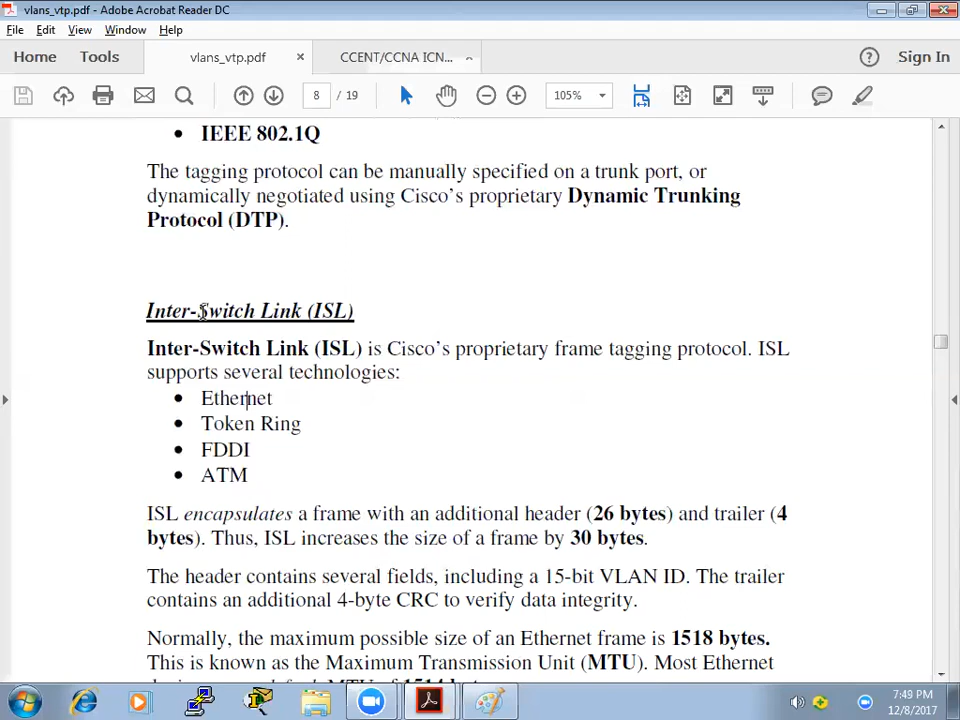 vlans_vtp.pdf - Adobe Acrobat Reader DC
File Edit View Window Help
Home Tools vlans_vtp.pdf × CCENT/CCNA ICN... Sign In
8 / 19 105%
• IEEE 802.1Q
The tagging protocol can be manually specified on a trunk port, or
dynamically negotiated using Cisco’s proprietary Dynamic Trunking
Protocol (DTP).
Inter-Switch Link (ISL)
Inter-Switch Link (ISL) is Cisco’s proprietary frame tagging protocol. ISL
supports several technologies:
• Ethernet
• Token Ring
• FDDI
• ATM
ISL encapsulates a frame with an additional header (26 bytes) and trailer (4
bytes). Thus, ISL increases the size of a frame by 30 bytes.
The header contains several fields, including a 15-bit VLAN ID. The trailer
contains an additional 4-byte CRC to verify data integrity.
Normally, the maximum possible size of an Ethernet frame is 1518 bytes.
This is known as the Maximum Transmission Unit (MTU). Most Ethernet
7:49 PM
12/8/2017